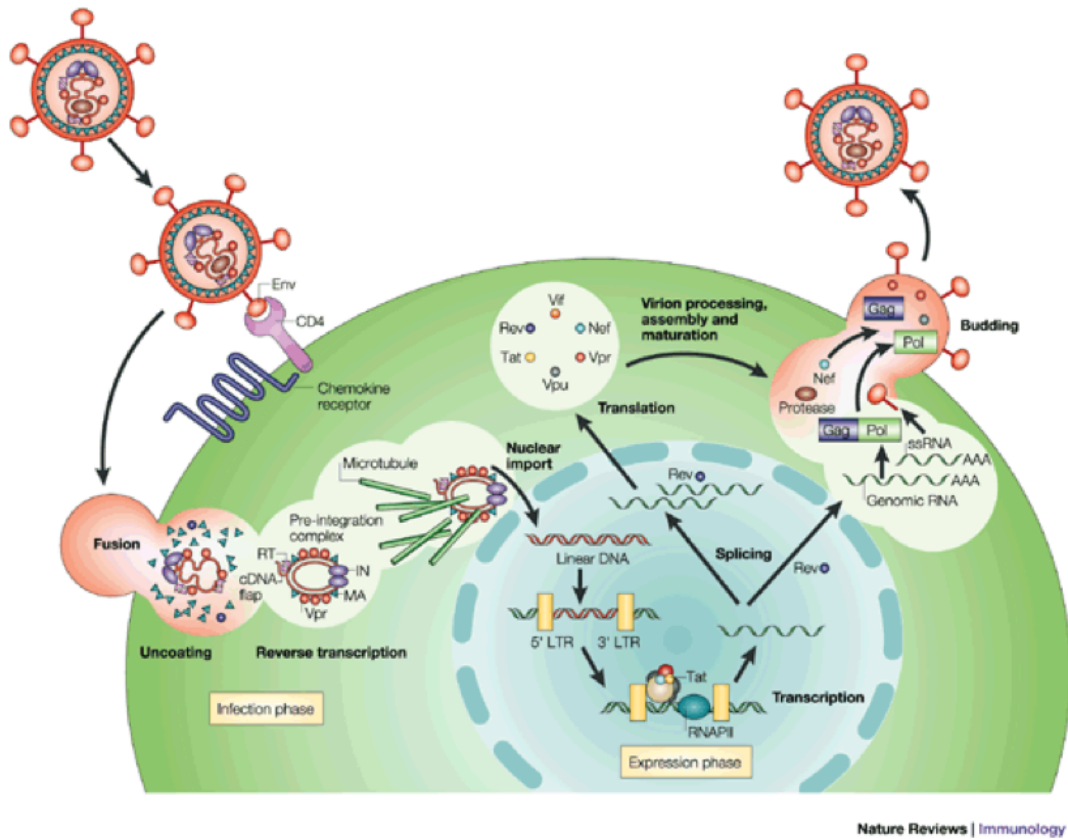 Env
CD4
Chemokine
receptor
Vif
Rev
Nef
Tat
Vpr
Vpu
Translation
Virion processing,
assembly and
maturation
Gag
Pol
Budding
Nef
Protease
Gag
Pol
ssRNA
AAA
AAA
Genomic RNA
Microtubule
Nuclear
import
Fusion
Pre-integration
complex
RT
cDNA
flap
IN
MA
Vpr
Uncoating
Reverse transcription
Infection phase
Rev
Linear DNA
Splicing
Rev
5' LTR
3' LTR
Tat
RNAPII
Transcription
Expression phase
Nature Reviews | Immunology